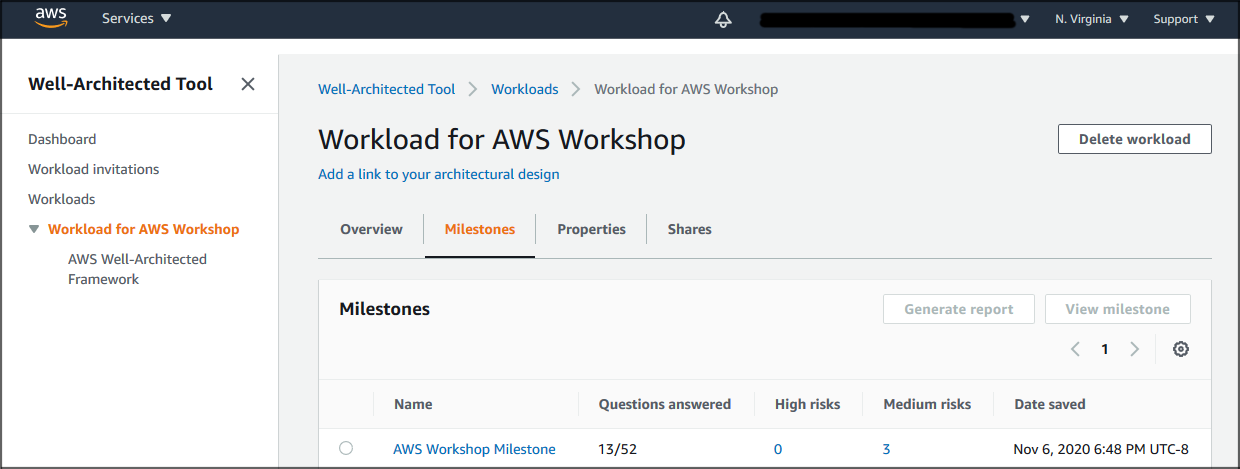 aws Services N. Virginia Support
Well-Architected Tool
Dashboard
Workload invitations
Workloads
Workload for AWS Workshop
AWS Well-Architected
Framework
Well-Architected Tool Workloads Workload for AWS Workshop
Workload for AWS Workshop
Delete workload
Add a link to your architectural design
Overview Milestones Properties Shares
Milestones
Generate report View milestone
1
Name Questions answered High risks Medium risks Date saved
AWS Workshop Milestone 13/52 0 3 Nov 6, 2020 6:48 PM UTC-8